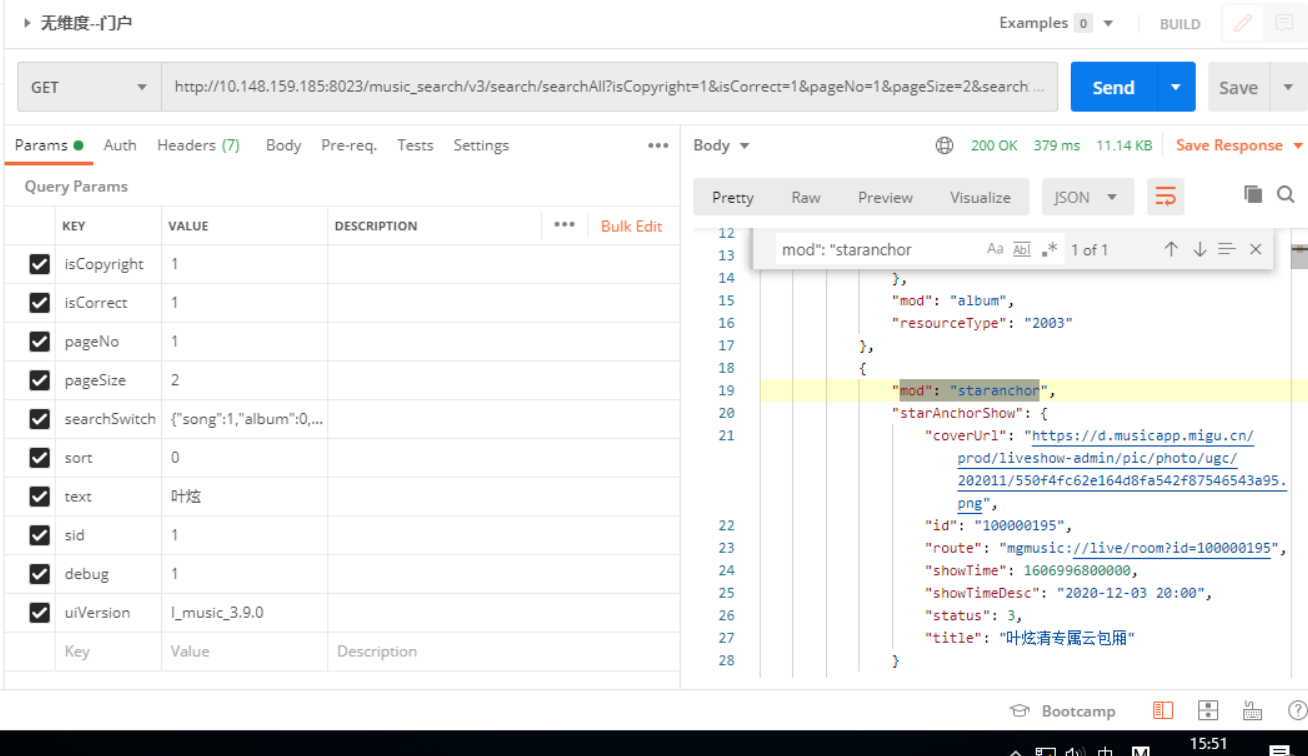 无维度--门户
Examples 0
BUILD
GET
http://10.148.159.185:8023/music_search/v3/search/searchAll?isCopyright=1&isCorrect=1&pageNo=1&pageSize=2&search ...
Send
Save
Params
Auth
Headers (7)
Body
Pre-req.
Tests
Settings
•••
Query Params
KEY VALUE DESCRIPTION ••• Bulk Edit
isCopyright 1
isCorrect 1
pageNo 1
pageSize 2
searchSwitch {"song":1,"album":0,...
sort 0
text 叶炫
sid 1
debug 1
uiVersion I_music_3.9.0
Key Value Description
Body
200 OK 379 ms 11.14 KB Save Response
Pretty Raw Preview Visualize JSON
mod": "staranchor Aa Abl .* 1 of 1
12
13
14 },
15 "mod": "album",
16 "resourceType": "2003"
17 },
18 {
19 "mod": "staranchor",
20 "starAnchorShow": {
21 "coverUrl": "https://d.musicapp.migu.cn/
prod/liveshow-admin/pic/photo/ugc/
202011/550f4fc62e164d8fa542f87546543a95.
png",
22 "id": "100000195",
23 "route": "mgmusic://live/room?id=100000195",
24 "showTime": 1606996800000,
25 "showTimeDesc": "2020-12-03 20:00",
26 "status": 3,
27 "title": "叶炫清专属云包厢"
28 }
Bootcamp
中 M 15:51